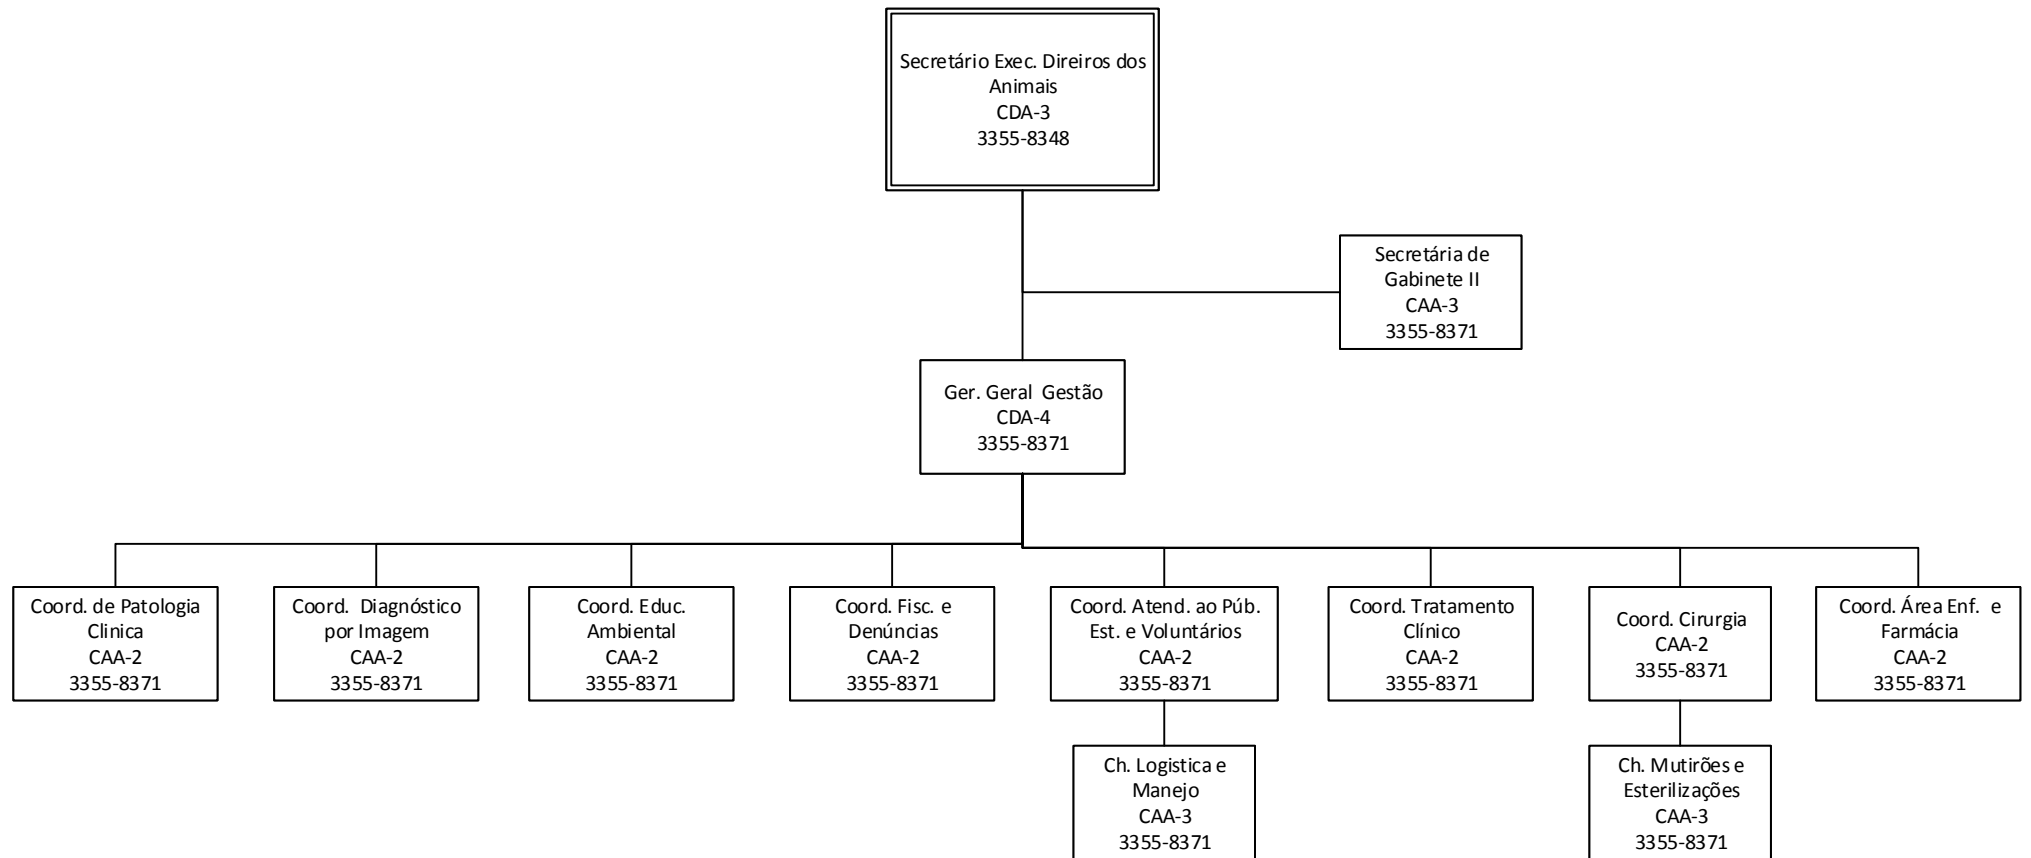 Secretário Exec. Direiros dos
Animais
CDA-3
3355-8348
Secretária de
Gabinete II
CAA-3
3355-8371
Ger. Geral  Gestão
CDA-4
3355-8371
Coord. de Patologia
Clinica
CAA-2
3355-8371
Coord.  Diagnóstico
por Imagem
CAA-2
3355-8371
Coord. Educ.
Ambiental
CAA-2
3355-8371
Coord. Fisc. e
Denúncias
CAA-2
3355-8371
Coord. Atend. ao Púb.
Est. e Voluntários
CAA-2
3355-8371
Coord. Tratamento
Clínico
CAA-2
3355-8371
Coord. Cirurgia
CAA-2
3355-8371
Coord. Área Enf.  e
Farmácia
CAA-2
3355-8371
Ch. Logistica e
Manejo
CAA-3
3355-8371
Ch. Mutirões e
Esterilizações
CAA-3
3355-8371